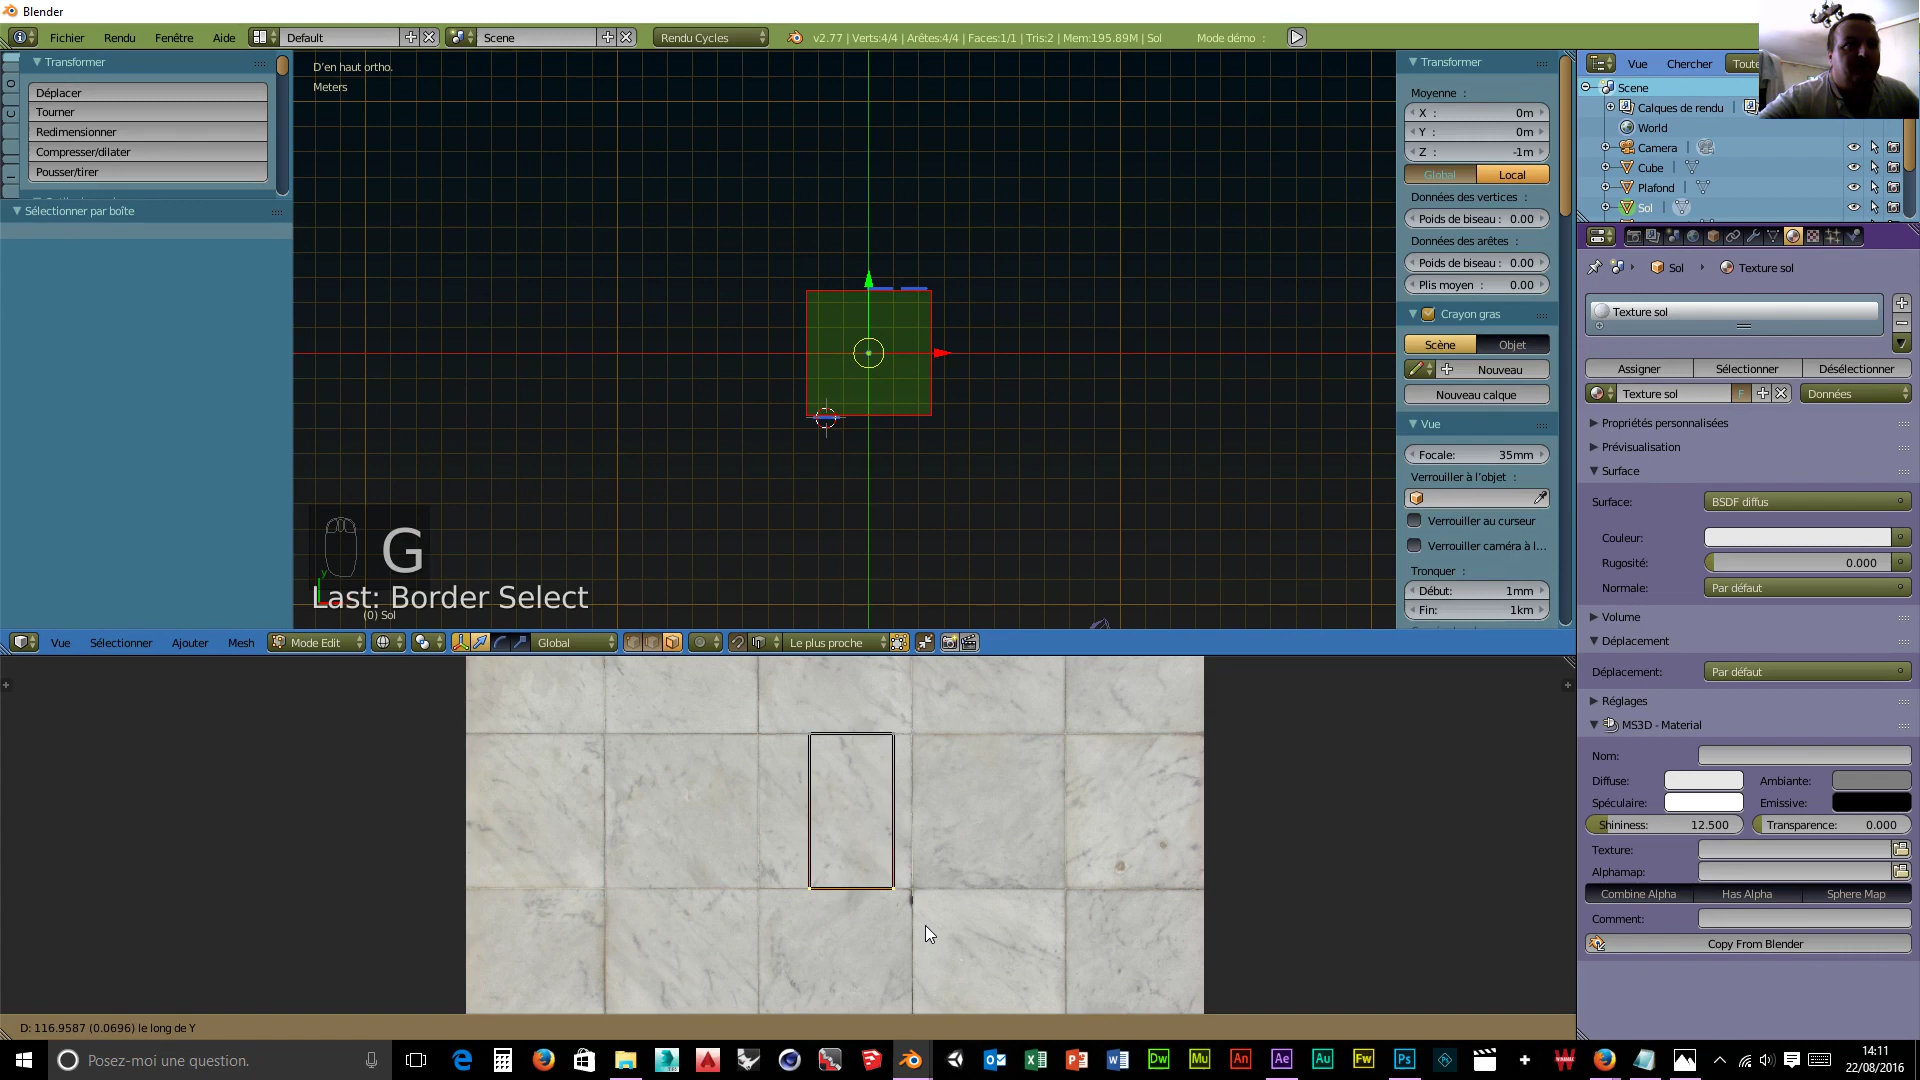 Blender
Fichier Rendu Fenêtre Aide Default Scene Rendu Cycles v2.77 | Verts:4/4 | Arêtes:4/4 | Faces:1/1 | Tris:2 | Mem:195.89M | Sol Mode démo :
Transformer
Déplacer
Tourner
Redimensionner
Compresser/dilater
Pousser/tirer
Sélectionner par boîte
D'en haut ortho.
Meters
G
Last: Border Select
y
(0) Sol
Transformer
Moyenne :
X : 0m
Y : 0m
Z : -1m
Global Local
Données des vertices :
Poids de biseau : 0.00
Données des arêtes :
Poids de biseau : 0.00
Plis moyen : 0.00
Crayon gras
Scène Objet
Nouveau
Nouveau calque
Vue
Focale: 35mm
Verrouiller à l'objet :
Verrouiller au curseur
Verrouiller caméra à l...
Tronquer :
Début: 1mm
Fin: 1km
Vue Chercher Toute
Scene
Calques de rendu
World
Camera
Cube
Plafond
Sol
Sol Texture sol
Texture sol
Assigner Sélectionner Désélectionner
Texture sol F Données
Propriétés personnalisées
Prévisualisation
Surface
Surface: BSDF diffus
Couleur:
Rugosité: 0.000
Normale: Par défaut
Volume
Déplacement
Déplacement: Par défaut
Réglages
MS3D - Material
Nom:
Diffuse: Ambiante:
Spéculaire: Emissive:
Shininess: 12.500 Transparence: 0.000
Texture:
Alphamap:
Combine Alpha Has Alpha Sphere Map
Comment:
Copy From Blender
Vue Sélectionner Ajouter Mesh Mode Edit Global Le plus proche
D: 116.9587 (0.0696) le long de Y
Posez-moi une question.
Dw Mu An Ae Au Fw Ps
14:11
22/08/2016